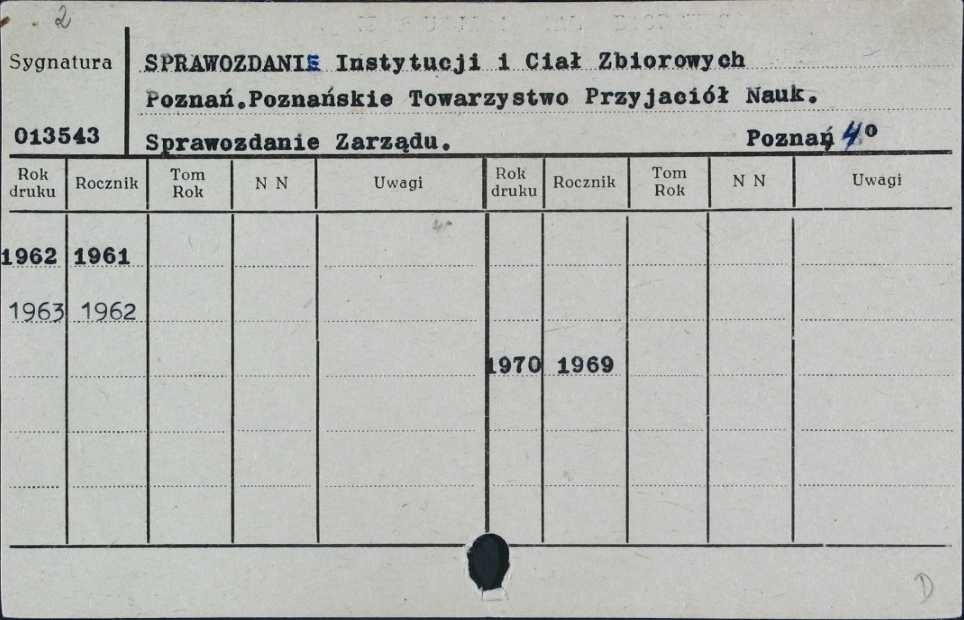 2
Sygnatura
SPRAWOZDANIE Instytucji i Ciał Zbiorowych
Poznań.Poznańskie Towarzystwo Przyjaciół Nauk.
013543
Sprawozdanie Zarządu. Poznań, 4°
Rok druku Rocznik Tom Rok N N Uwagi Rok druku Rocznik Tom Rok N N Uwagi
1962 1961
1963 1962
1970 1969
D